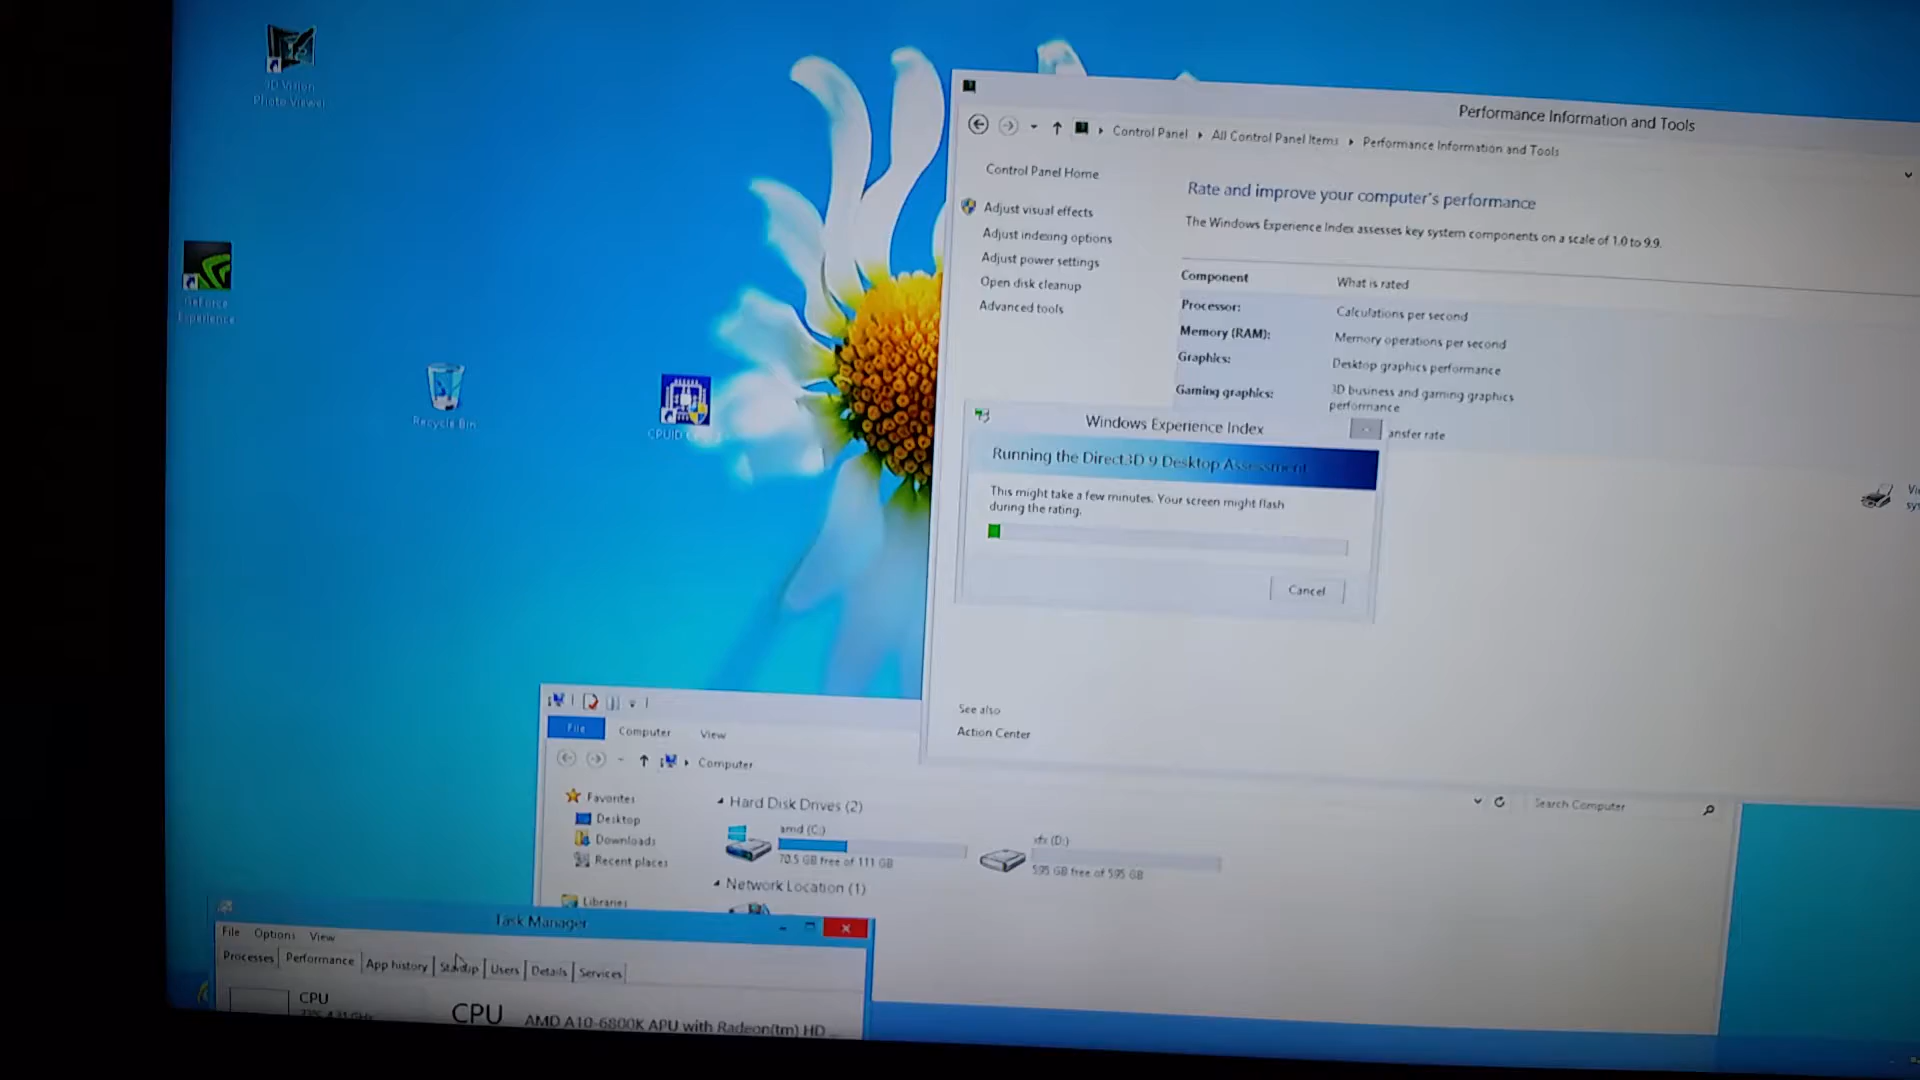 3D Vision
Photo Viewer
GeForce
Experience
Recycle Bin
CPUID
Performance Information and Tools
Control Panel
All Control Panel Items
Performance Information and Tools
Control Panel Home
Adjust visual effects
Adjust indexing options
Adjust power settings
Open disk cleanup
Advanced tools
Rate and improve your computer's performance
The Windows Experience Index assesses key system components on a scale of 1.0 to 9.9.
Component What is rated
Processor: Calculations per second
Memory (RAM): Memory operations per second
Graphics: Desktop graphics performance
Gaming graphics: 3D business and gaming graphics
performance
ansfer rate
Windows Experience Index
Running the Direct3D 9 Desktop Assessment
This might take a few minutes. Your screen might flash
during the rating.
Cancel
See also
Action Center
File Computer View
Computer
Search Computer
Favorites
Desktop
Downloads
Recent places
Libraries
Hard Disk Drives (2)
amd (C:)
70.5 GB free of 111 GB
xfx (D:)
595 GB free of 595 GB
Network Location (1)
Task Manager
File Options View
Processes Performance App history Startup Users Details Services
CPU
CPU AMD A10-6800K APU with Radeon(tm) HD ...